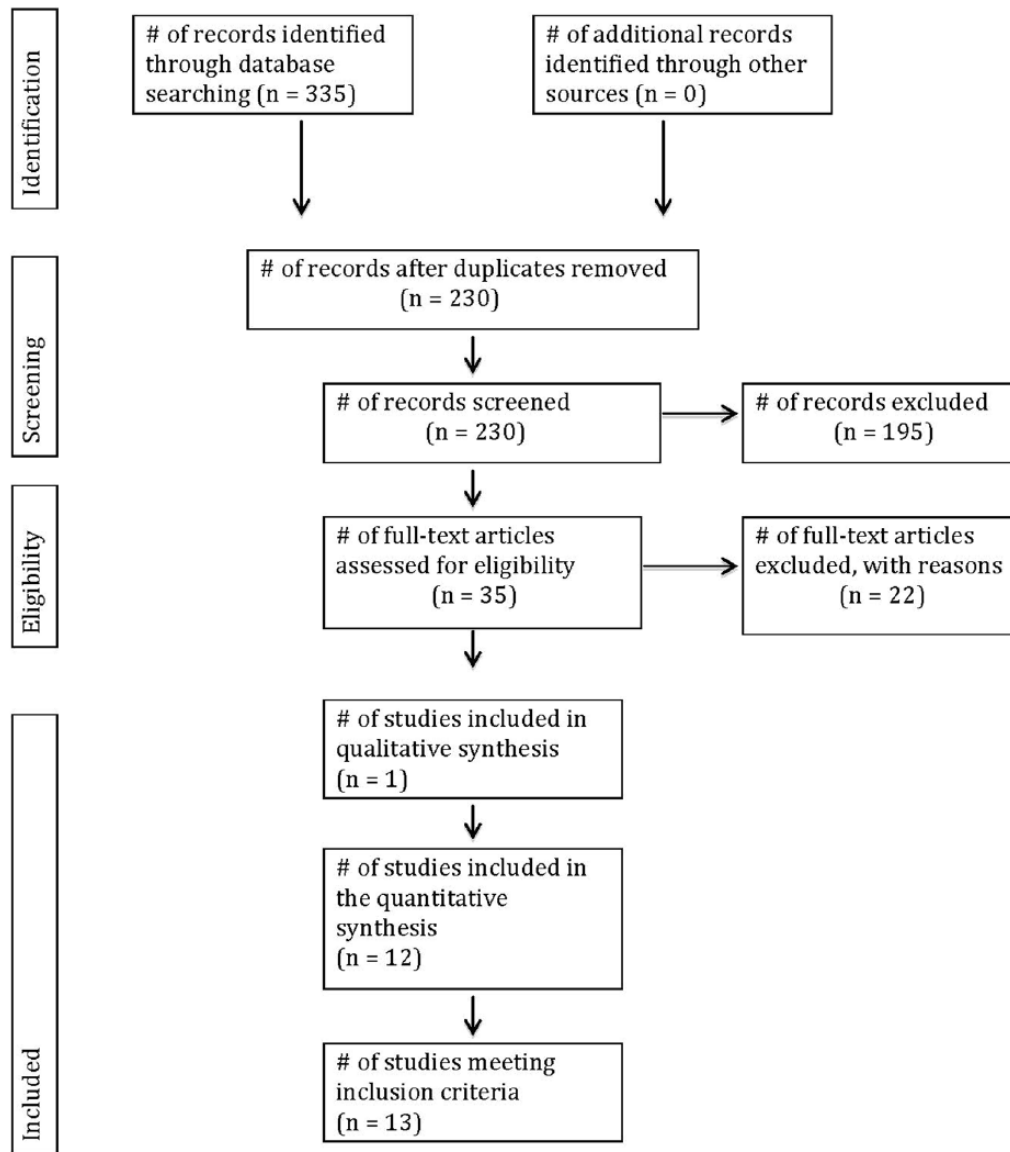 Identification
# of records identified
through database
searching (n = 335)
# of additional records
identified through other
sources (n = 0)
Screening
# of records after duplicates removed
(n = 230)
# of records screened
(n = 230)
# of records excluded
(n = 195)
Eligibility
# of full-text articles
assessed for eligibility
(n = 35)
# of full-text articles
excluded, with reasons
(n = 22)
Included
# of studies included in
qualitative synthesis
(n = 1)
# of studies included in
the quantitative
synthesis
(n = 12)
# of studies meeting
inclusion criteria
(n = 13)